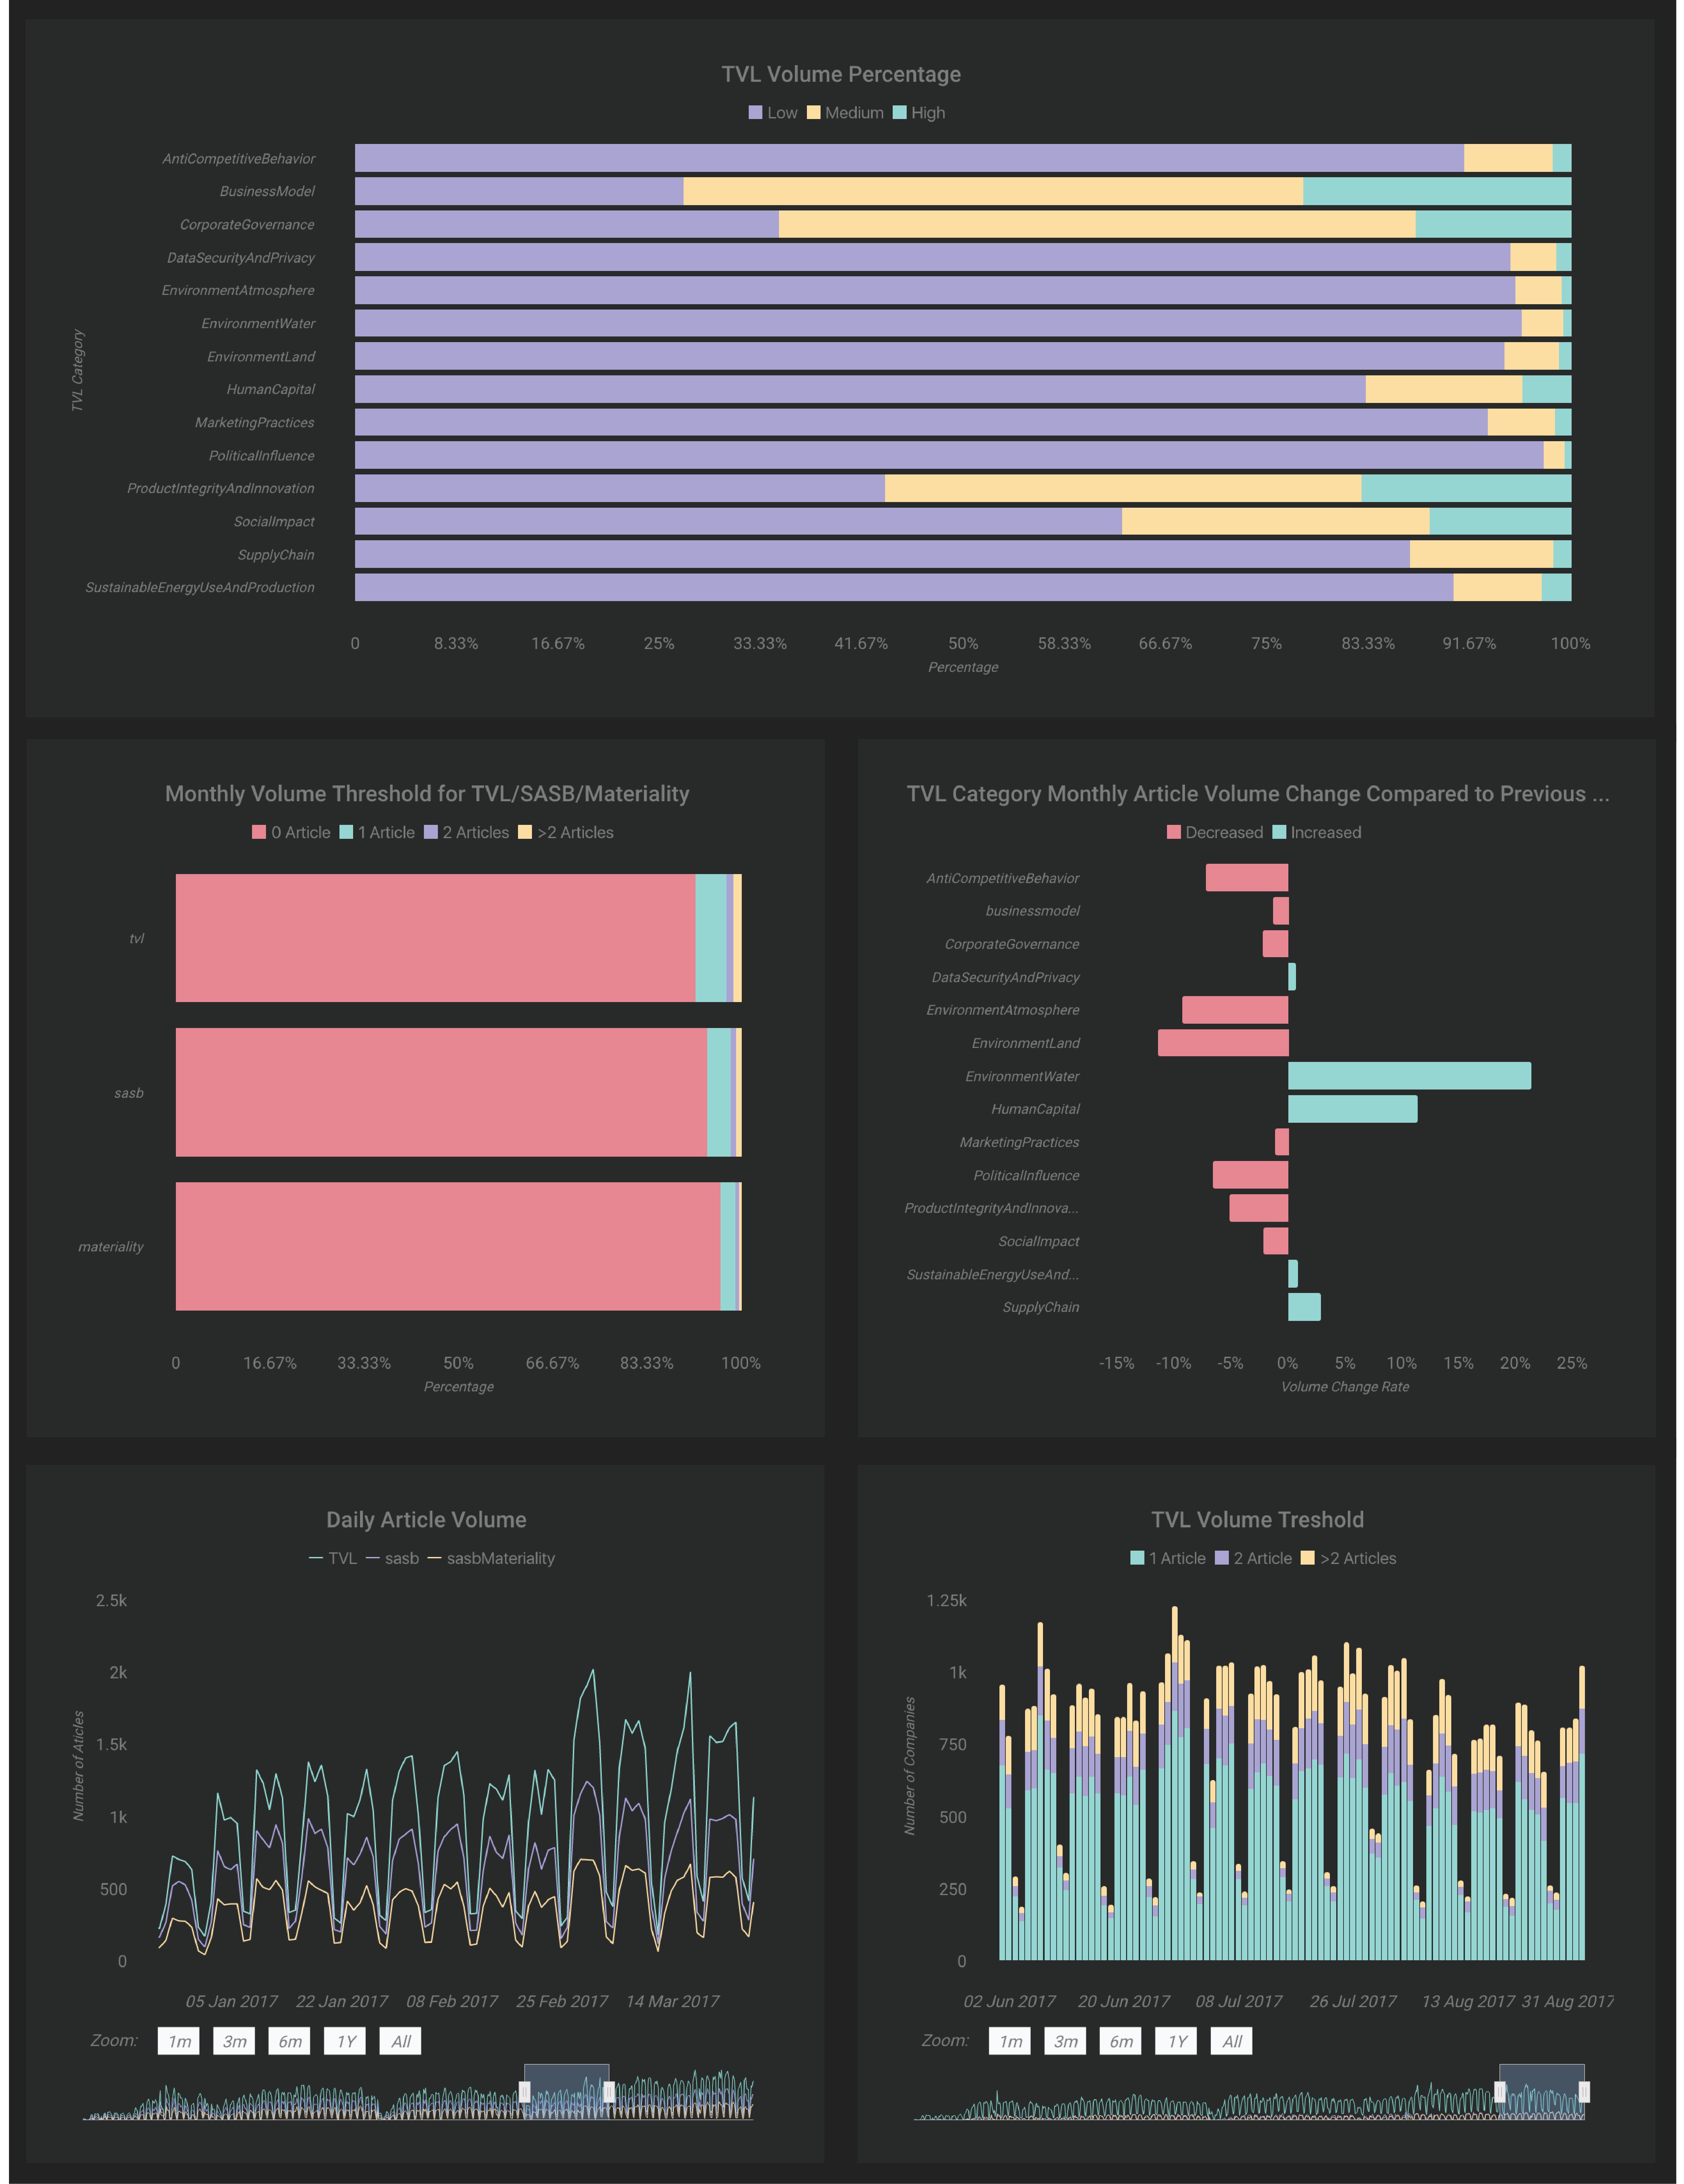 TVL Volume Percentage
Low Medium High
TVL Category
AntiCompetitiveBehavior
BusinessModel
CorporateGovernance
DataSecurityAndPrivacy
EnvironmentAtmosphere
EnvironmentWater
EnvironmentLand
HumanCapital
MarketingPractices
PoliticalInfluence
ProductIntegrityAndInnovation
SocialImpact
SupplyChain
SustainableEnergyUseAndProduction
0 8.33% 16.67% 25% 33.33% 41.67% 50% 58.33% 66.67% 75% 83.33% 91.67% 100%
Percentage
Monthly Volume Threshold for TVL/SASB/Materiality
0 Article 1 Article 2 Articles >2 Articles
tvl
sasb
materiality
0 16.67% 33.33% 50% 66.67% 83.33% 100%
Percentage
TVL Category Monthly Article Volume Change Compared to Previous ...
Decreased Increased
AntiCompetitiveBehavior
businessmodel
CorporateGovernance
DataSecurityAndPrivacy
EnvironmentAtmosphere
EnvironmentLand
EnvironmentWater
HumanCapital
MarketingPractices
PoliticalInfluence
ProductIntegrityAndInnova...
SocialImpact
SustainableEnergyUseAnd...
SupplyChain
-15% -10% -5% 0% 5% 10% 15% 20% 25%
Volume Change Rate
Daily Article Volume
TVL sasb sasbMateriality
Number of Aticles
2.5k
2k
1.5k
1k
500
0
05 Jan 2017 22 Jan 2017 08 Feb 2017 25 Feb 2017 14 Mar 2017
Zoom: 1m 3m 6m 1Y All
TVL Volume Treshold
1 Article 2 Article >2 Articles
Number of Companies
1.25k
1k
750
500
250
0
02 Jun 2017 20 Jun 2017 08 Jul 2017 26 Jul 2017 13 Aug 2017 31 Aug 2017
Zoom: 1m 3m 6m 1Y All